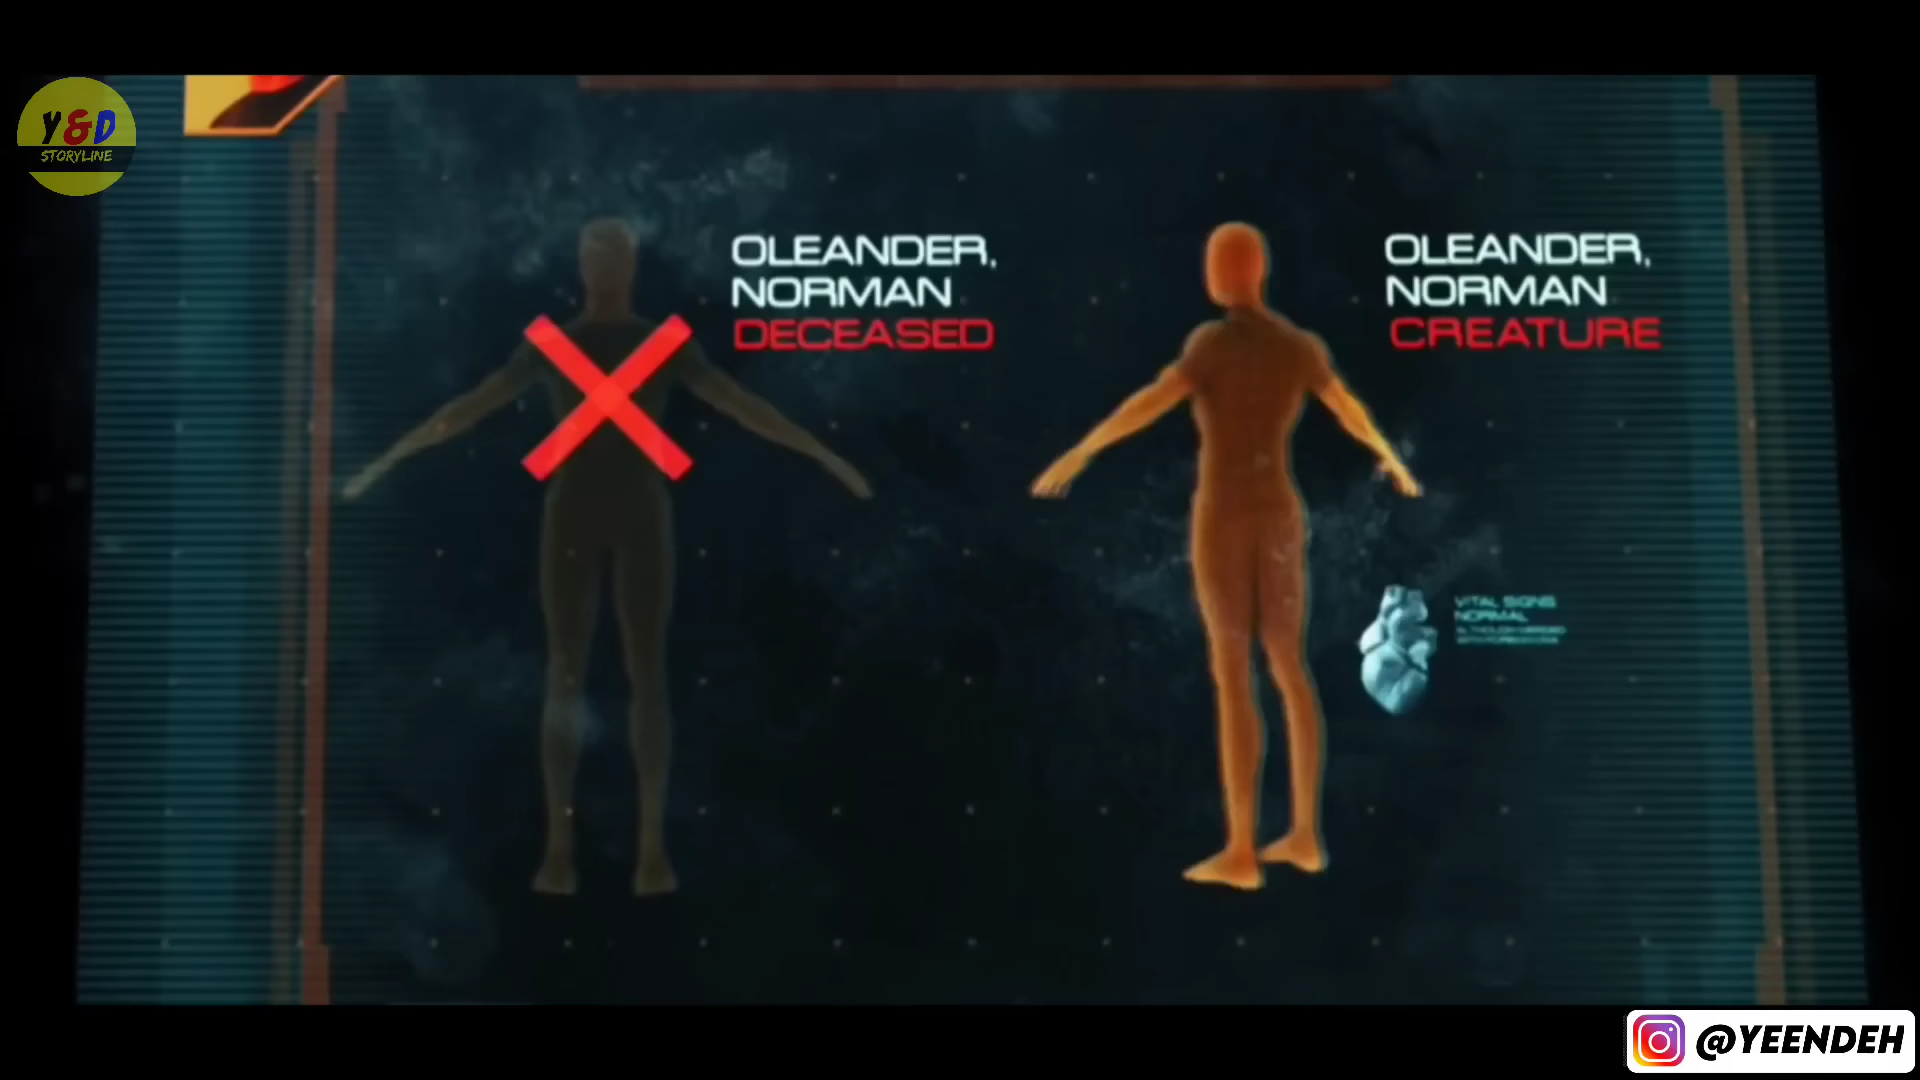 Y&D
STORYLINE
OLEANDER,
NORMAN
DECEASED
OLEANDER,
NORMAN
CREATURE
VITAL SIGNS
NORMAL
@YEENDEH